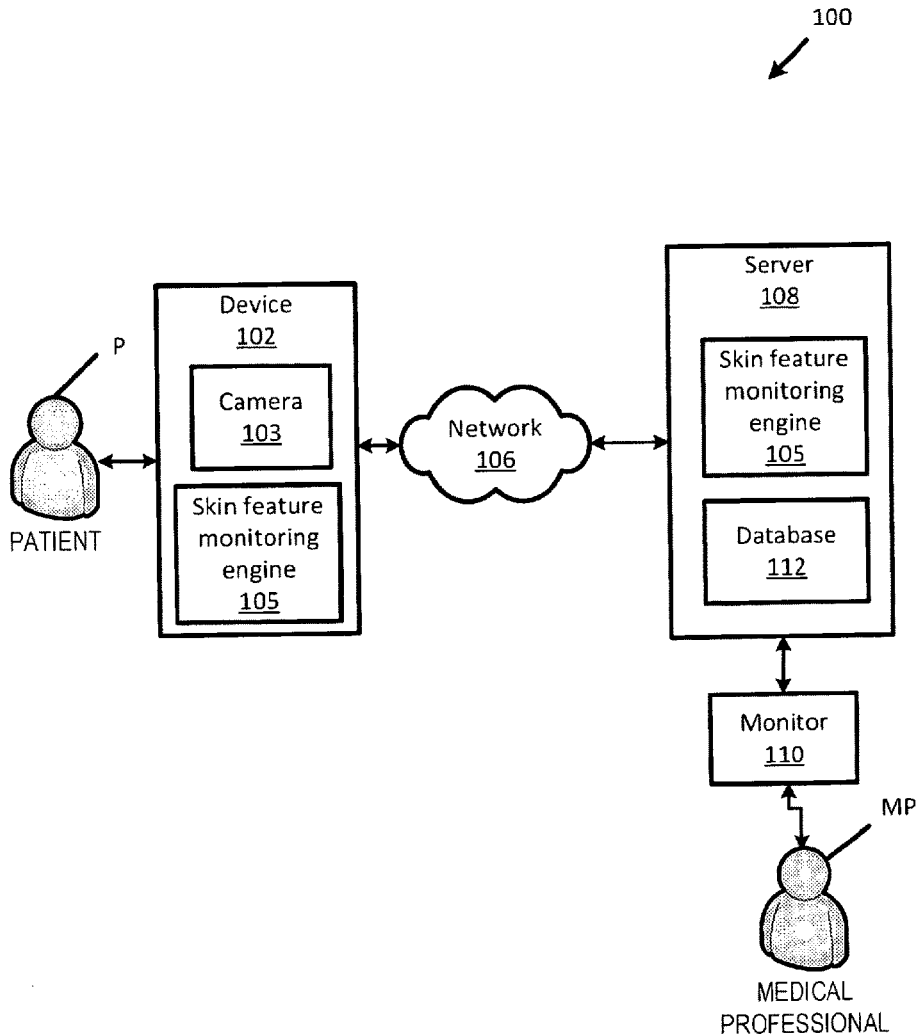 100
P
PATIENT
Device
102
Camera
103
Skin feature
monitoring
engine
105
Network
106
Server
108
Skin feature
monitoring
engine
105
Database
112
Monitor
110
MP
MEDICAL
PROFESSIONAL